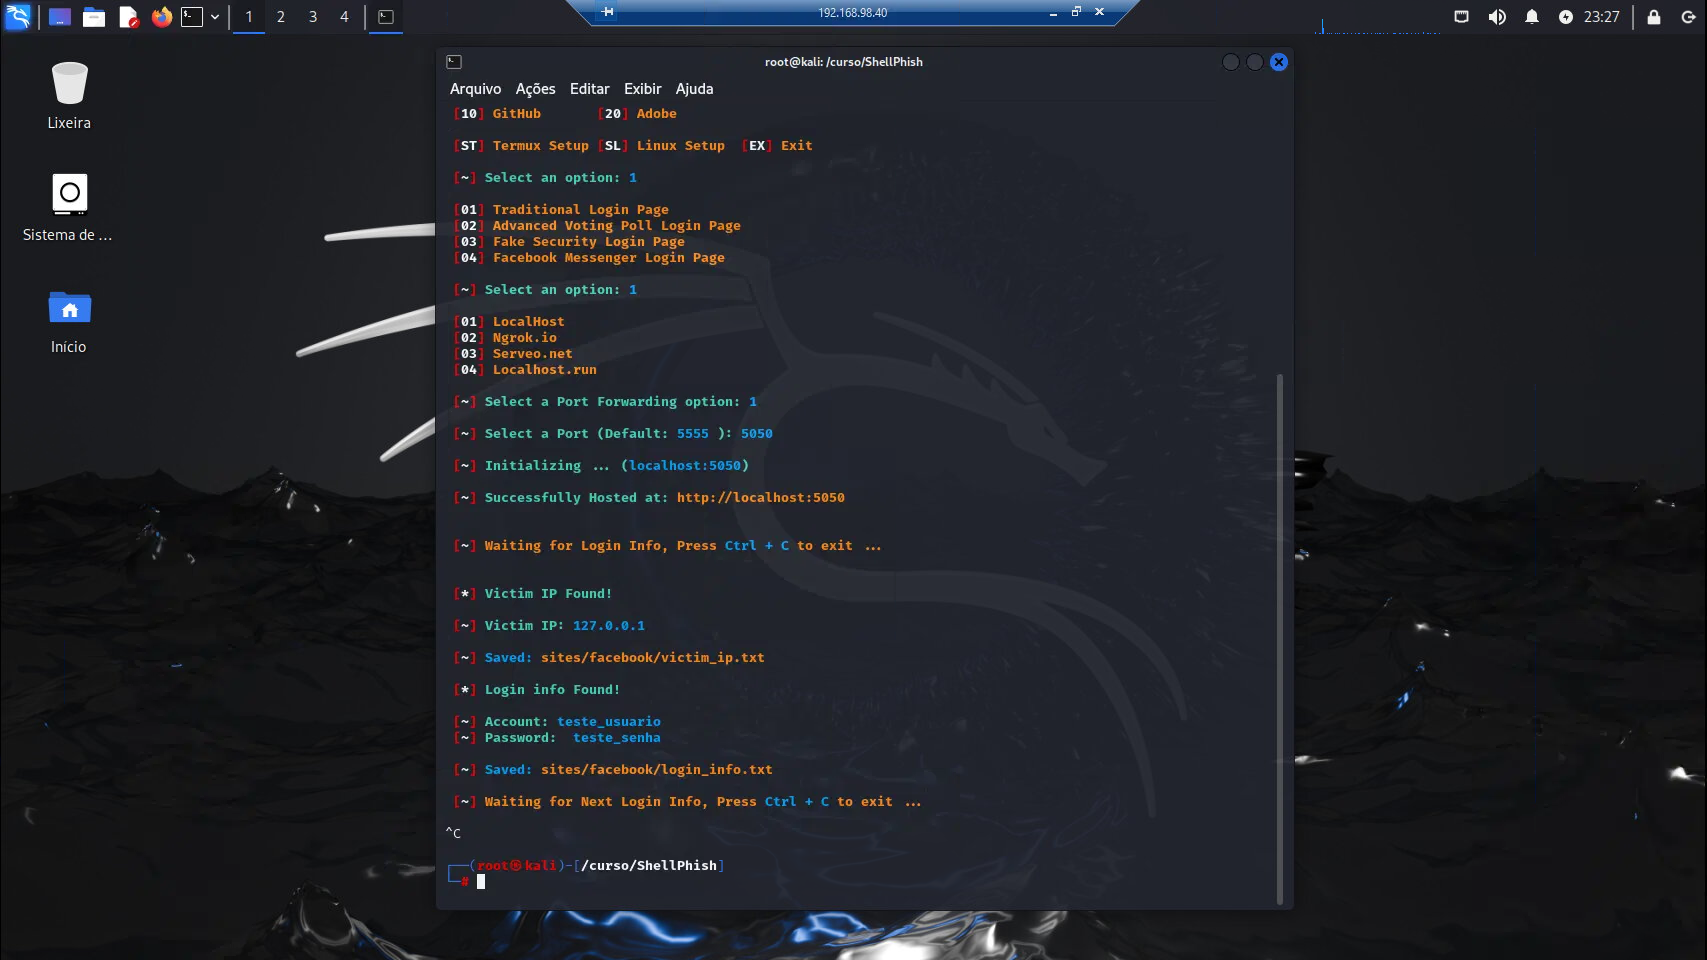 1 2 3 4
192.168.98.40
23:27
Lixeira
Sistema de ...
Início
root@kali: /curso/ShellPhish
Arquivo Ações Editar Exibir Ajuda
[10] GitHub [20] Adobe
[ST] Termux Setup [SL] Linux Setup [EX] Exit
[~] Select an option: 1
[01] Traditional Login Page
[02] Advanced Voting Poll Login Page
[03] Fake Security Login Page
[04] Facebook Messenger Login Page
[~] Select an option: 1
[01] LocalHost
[02] Ngrok.io
[03] Serveo.net
[04] Localhost.run
[~] Select a Port Forwarding option: 1
[~] Select a Port (Default: 5555 ): 5050
[~] Initializing ... (localhost:5050)
[~] Successfully Hosted at: http://localhost:5050
[~] Waiting for Login Info, Press Ctrl + C to exit ...
[*] Victim IP Found!
[~] Victim IP: 127.0.0.1
[~] Saved: sites/facebook/victim_ip.txt
[*] Login info Found!
[~] Account: teste_usuario
[~] Password: teste_senha
[~] Saved: sites/facebook/login_info.txt
[~] Waiting for Next Login Info, Press Ctrl + C to exit ...
^C
┌──(root㉿kali)-[/curso/ShellPhish]
└─#